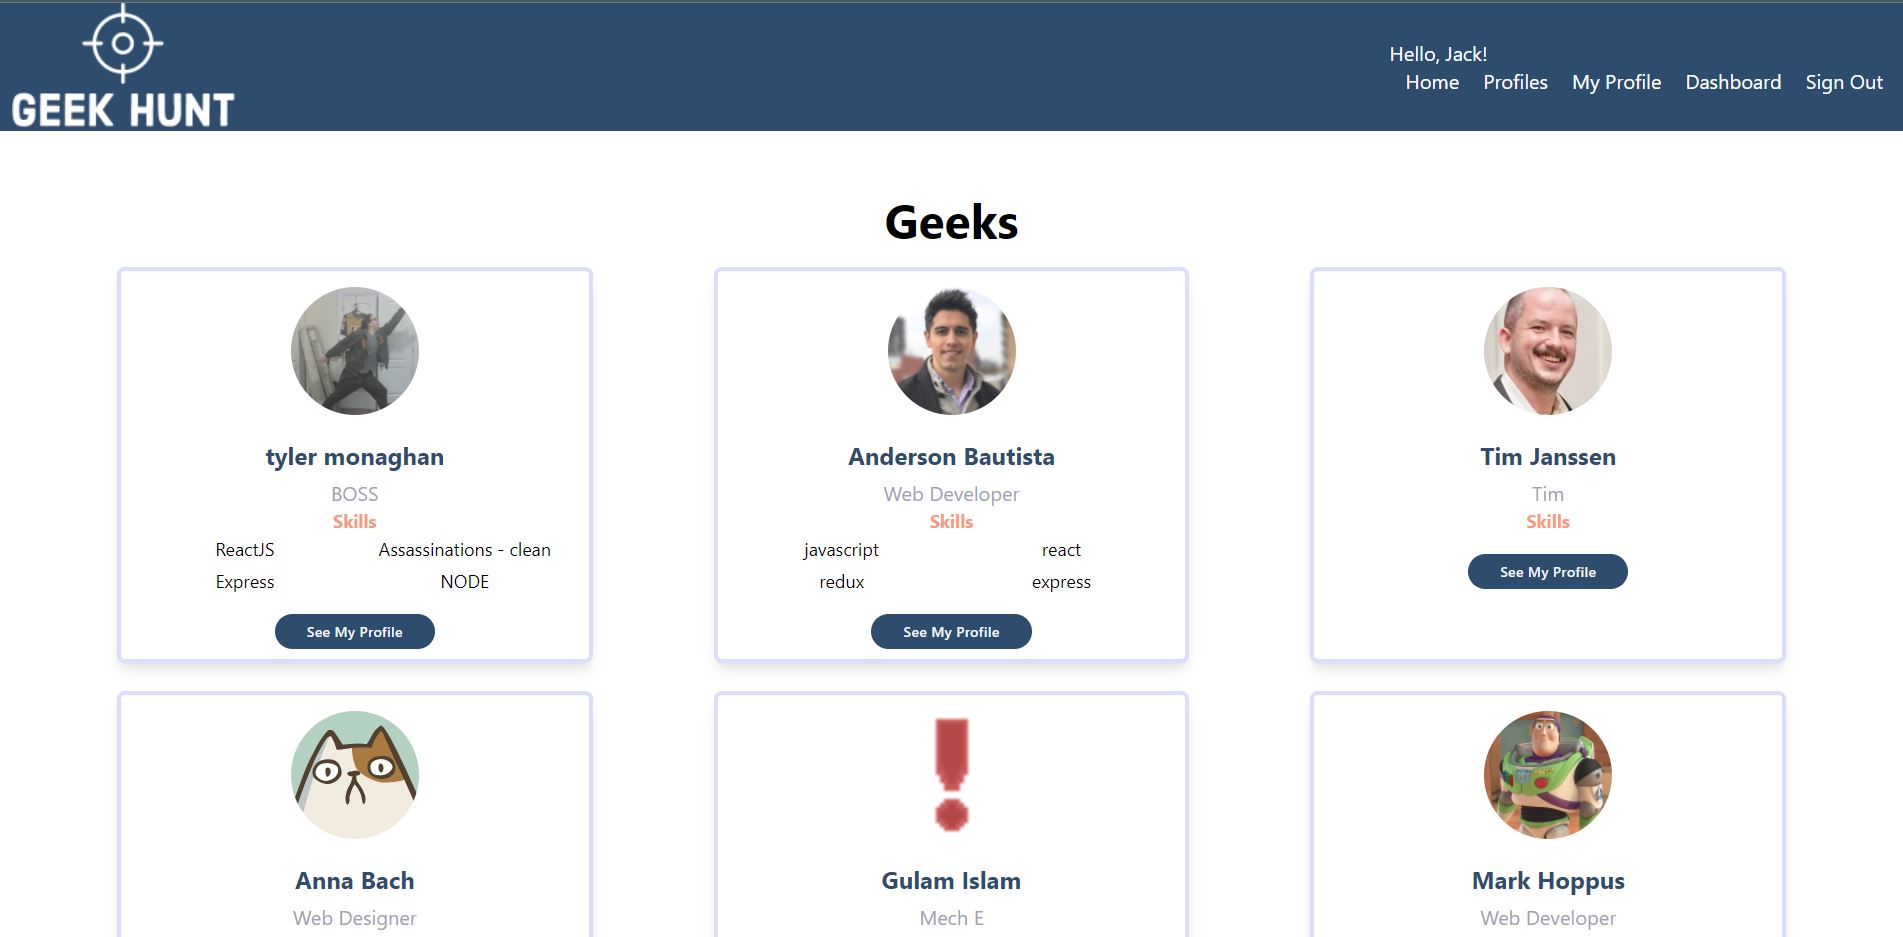 GEEK HUNT
Hello, Jack!
Home Profiles My Profile Dashboard Sign Out
Geeks
tyler monaghan
BOSS
Skills
ReactJS Assassinations - clean
Express NODE
See My Profile
Anderson Bautista
Web Developer
Skills
javascript react
redux express
See My Profile
Tim Janssen
Tim
Skills
See My Profile
Anna Bach
Web Designer
Gulam Islam
Mech E
Mark Hoppus
Web Developer